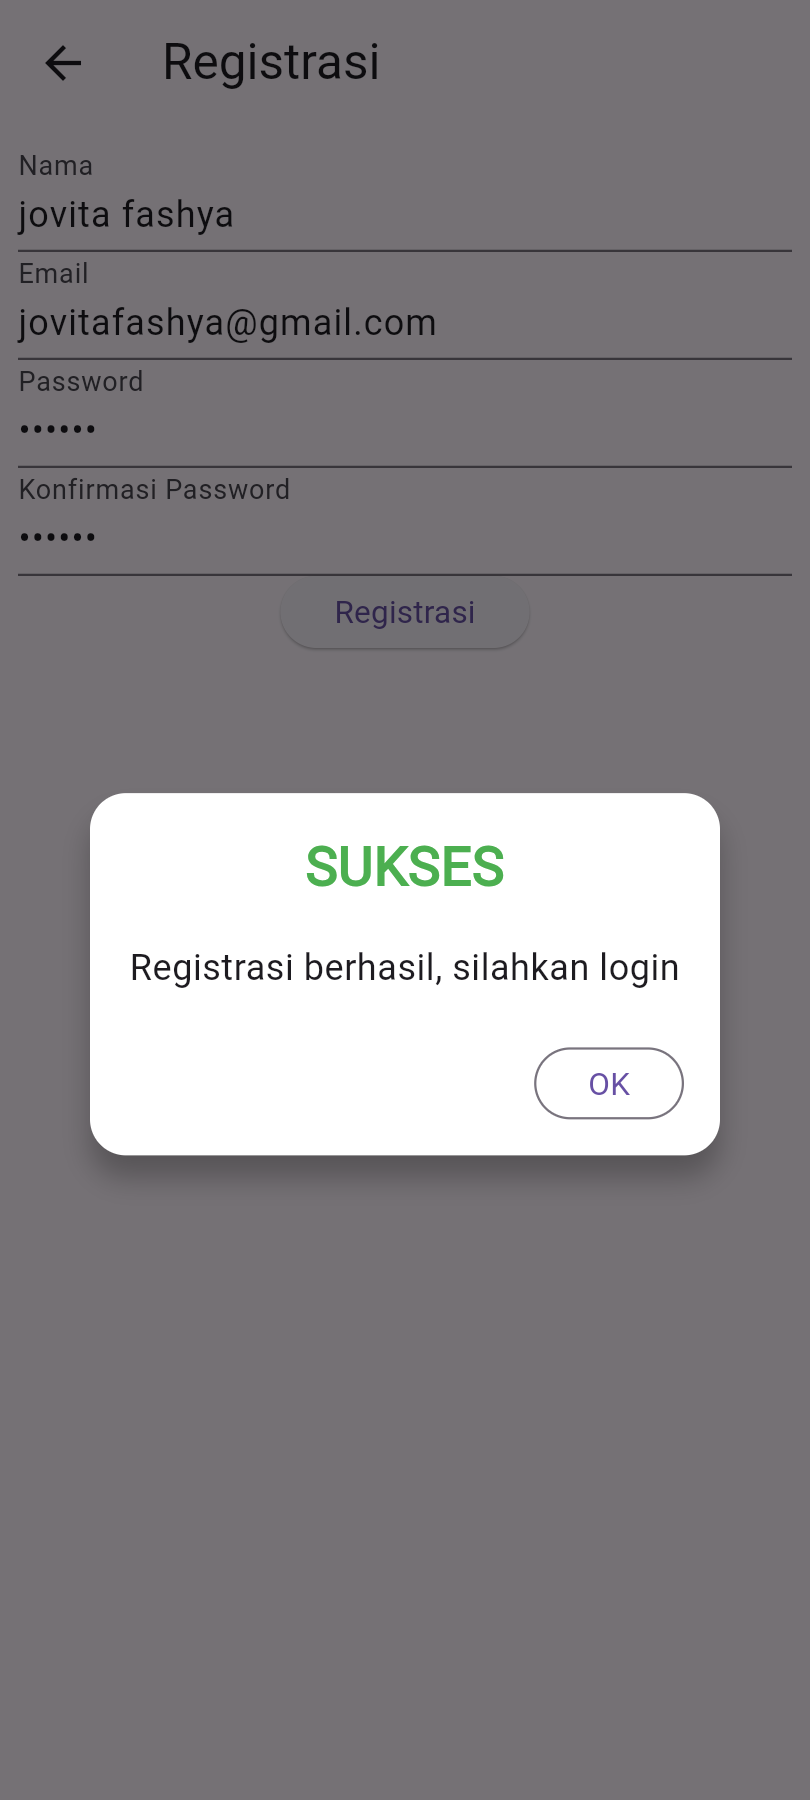 Registrasi
Nama
jovita fashya
Email
jovitafashya@gmail.com
Password
••••••
Konfirmasi Password
••••••
Registrasi
SUKSES
Registrasi berhasil, silahkan login
OK